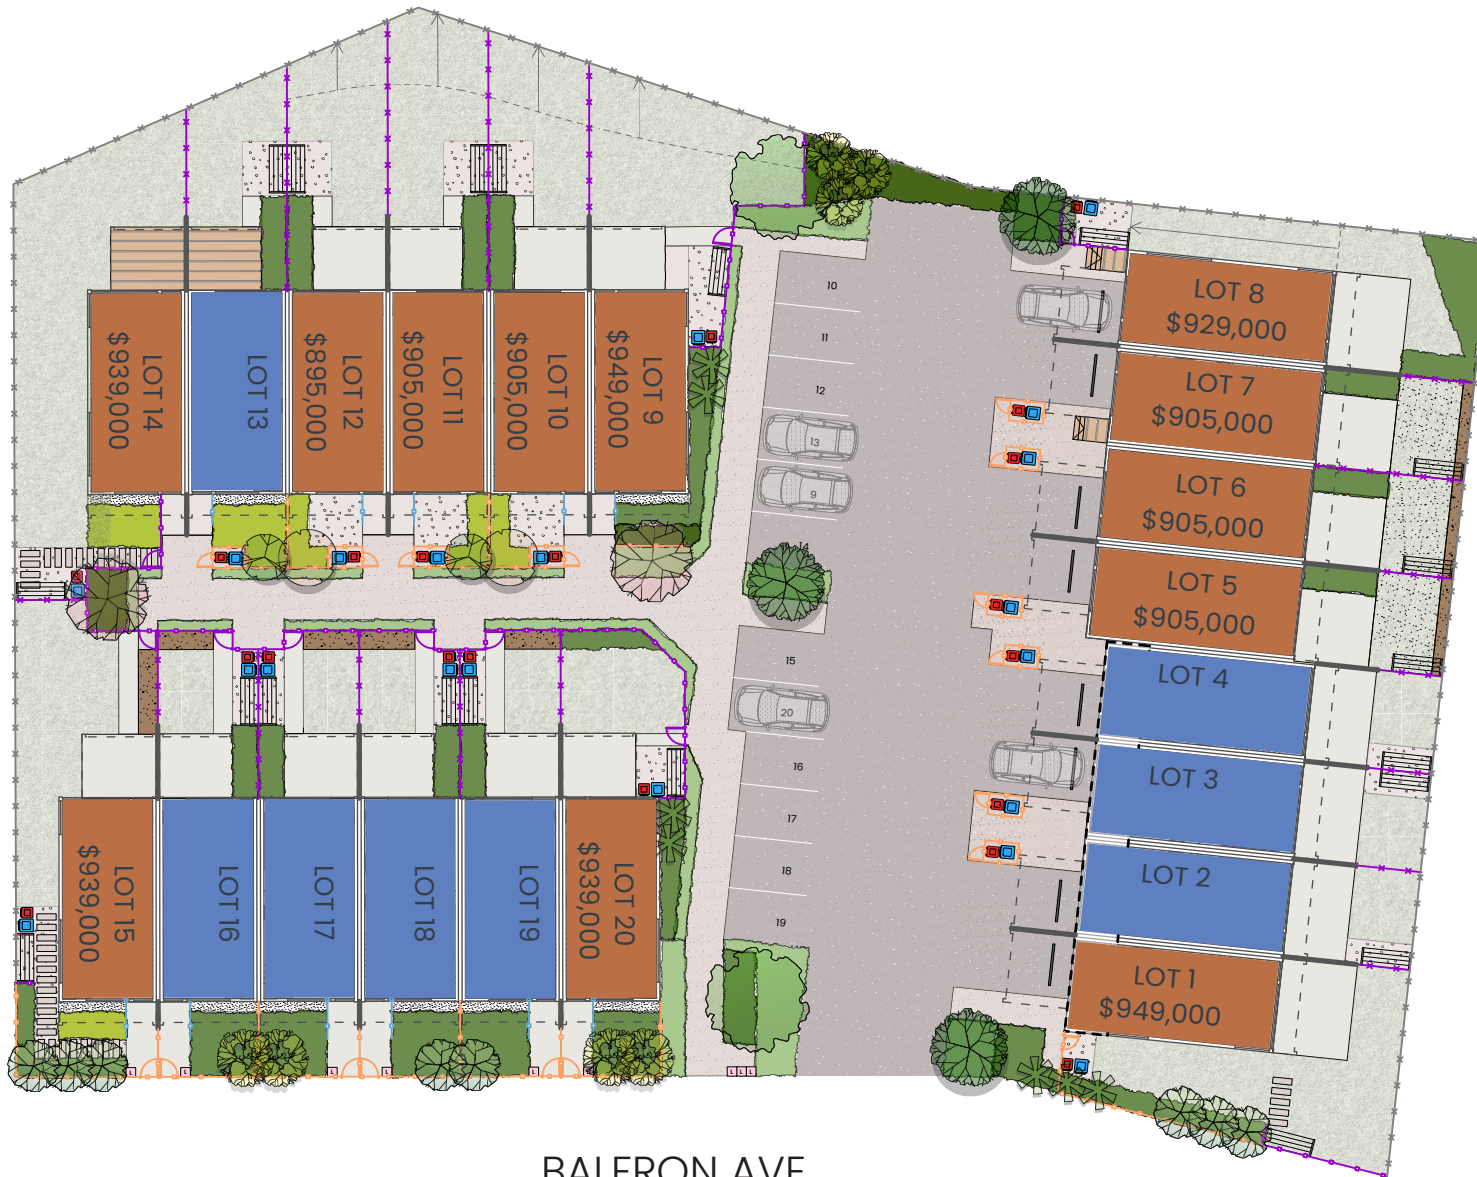 LOT 14
$939,000
LOT 13
LOT 12
$895,000
LOT 11
$905,000
LOT 10
$905,000
LOT 9
$949,000
10
11
12
13
9
14
15
20
16
17
18
19
LOT 8
$929,000
LOT 7
$905,000
LOT 6
$905,000
LOT 5
$905,000
LOT 4
LOT 3
LOT 2
LOT 1
$949,000
LOT 15
$939,000
LOT 16
LOT 17
LOT 18
LOT 19
LOT 20
$939,000
L
L
L
L
L
L
L L L
BALFRON AVE